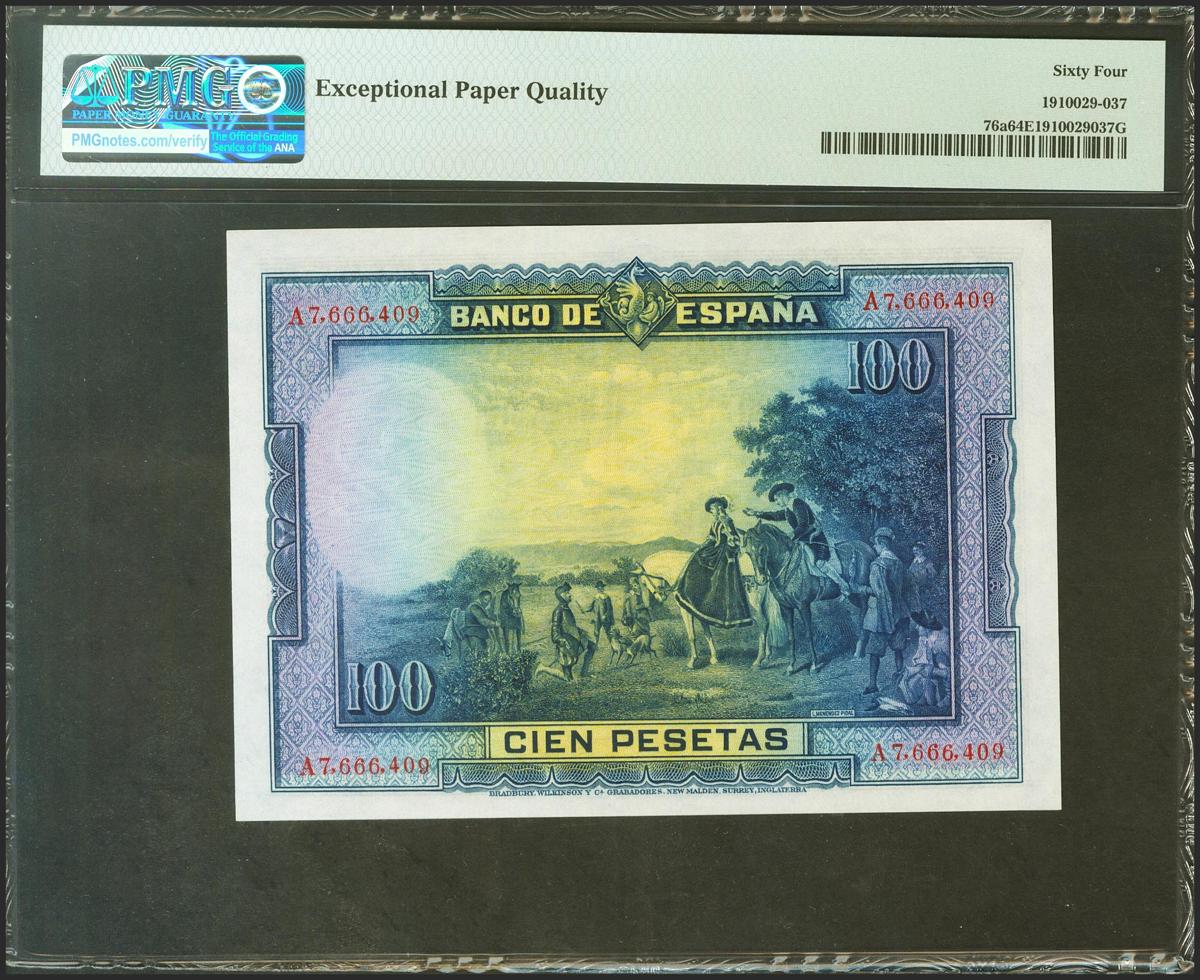 PMG
PAPER MONEY GUARANTY
PMGnotes.com/verify
The Official Grading
Service of the ANA
Exceptional Paper Quality
Sixty Four
1910029-037
76a64E1910029037G
A7,666,409
BANCO DE ESPAÑA
A7,666,409
100
100
L.MENENDEZ PIDAL
CIEN PESETAS
A7,666,409
A7,666,409
BRADBURY, WILKINSON Y Cª GRABADORES, NEW MALDEN, SURREY, INGLATERRA